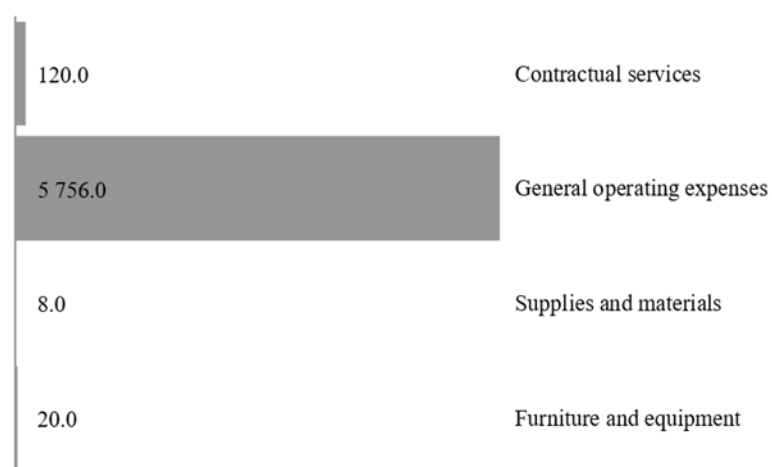 120.0 Contractual services
5 756.0 General operating expenses
8.0 Supplies and materials
20.0 Furniture and equipment